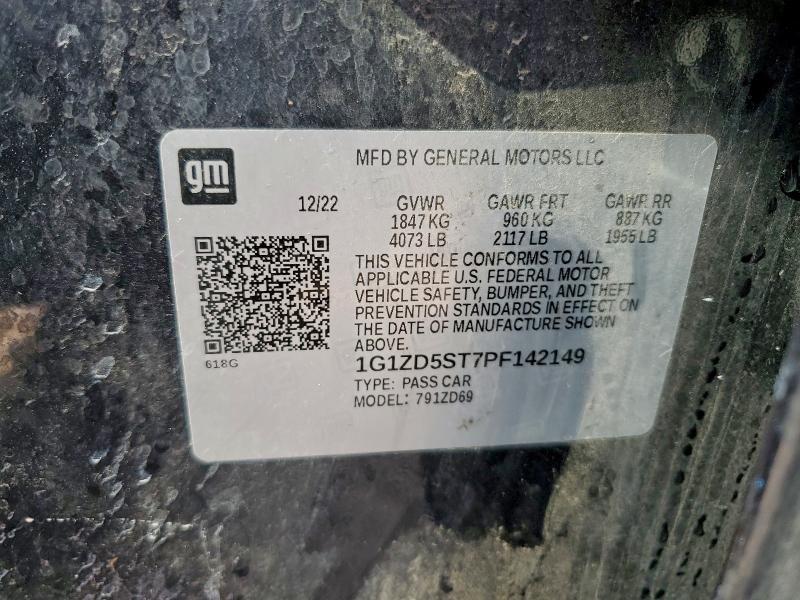 gm
MFD BY GENERAL MOTORS LLC
12/22 GVWR GAWR FRT GAWR RR
1847 KG 960 KG 887 KG
4073 LB 2117 LB 1955 LB
THIS VEHICLE CONFORMS TO ALL
APPLICABLE U.S. FEDERAL MOTOR
VEHICLE SAFETY, BUMPER, AND THEFT
PREVENTION STANDARDS IN EFFECT ON
THE DATE OF MANUFACTURE SHOWN
ABOVE.
618G
1G1ZD5ST7PF142149
TYPE: PASS CAR
MODEL: 791ZD69